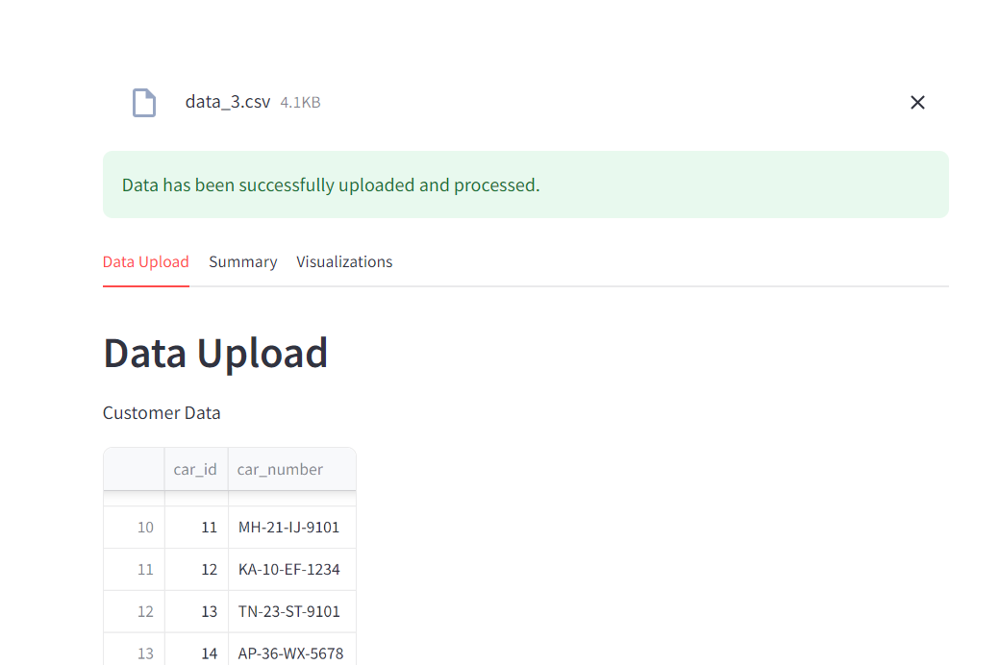 data_3.csv 4.1KB
Data has been successfully uploaded and processed.
Data Upload Summary Visualizations
Data Upload
Customer Data
car_id car_number
10 11 MH-21-IJ-9101
11 12 KA-10-EF-1234
12 13 TN-23-ST-9101
13 14 AP-36-WX-5678